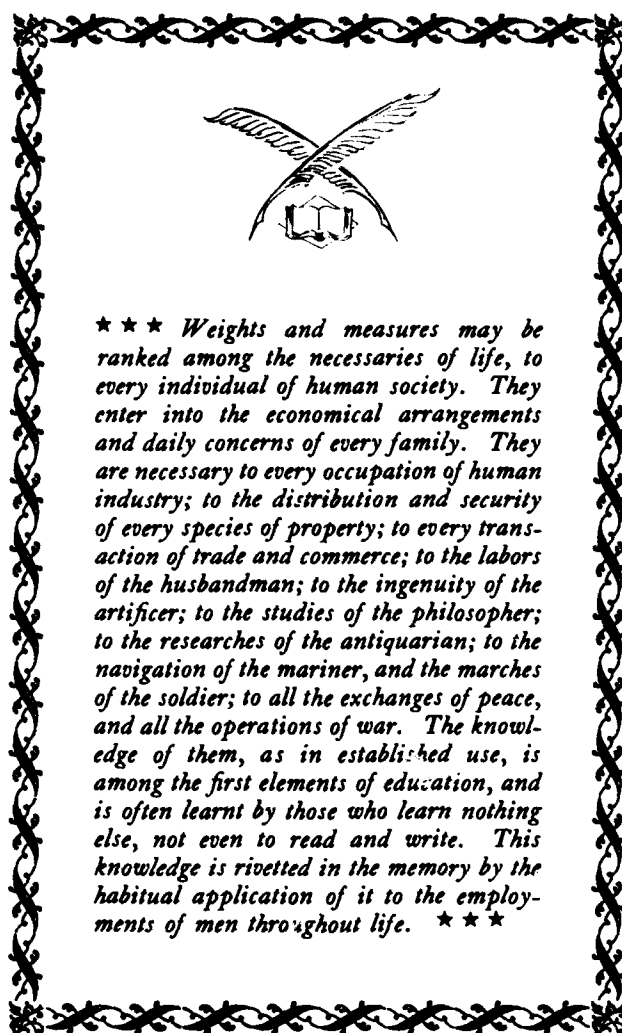 ★ ★ ★ Weights and measures may be
ranked among the necessaries of life, to
every individual of human society. They
enter into the economical arrangements
and daily concerns of every family. They
are necessary to every occupation of human
industry; to the distribution and security
of every species of property; to every trans-
action of trade and commerce; to the labors
of the husbandman; to the ingenuity of the
artificer; to the studies of the philosopher;
to the researches of the antiquarian; to the
navigation of the mariner, and the marches
of the soldier; to all the exchanges of peace,
and all the operations of war. The knowl-
edge of them, as in established use, is
among the first elements of education, and
is often learnt by those who learn nothing
else, not even to read and write. This
knowledge is rivetted in the memory by the
habitual application of it to the employ-
ments of men throughout life. ★ ★ ★